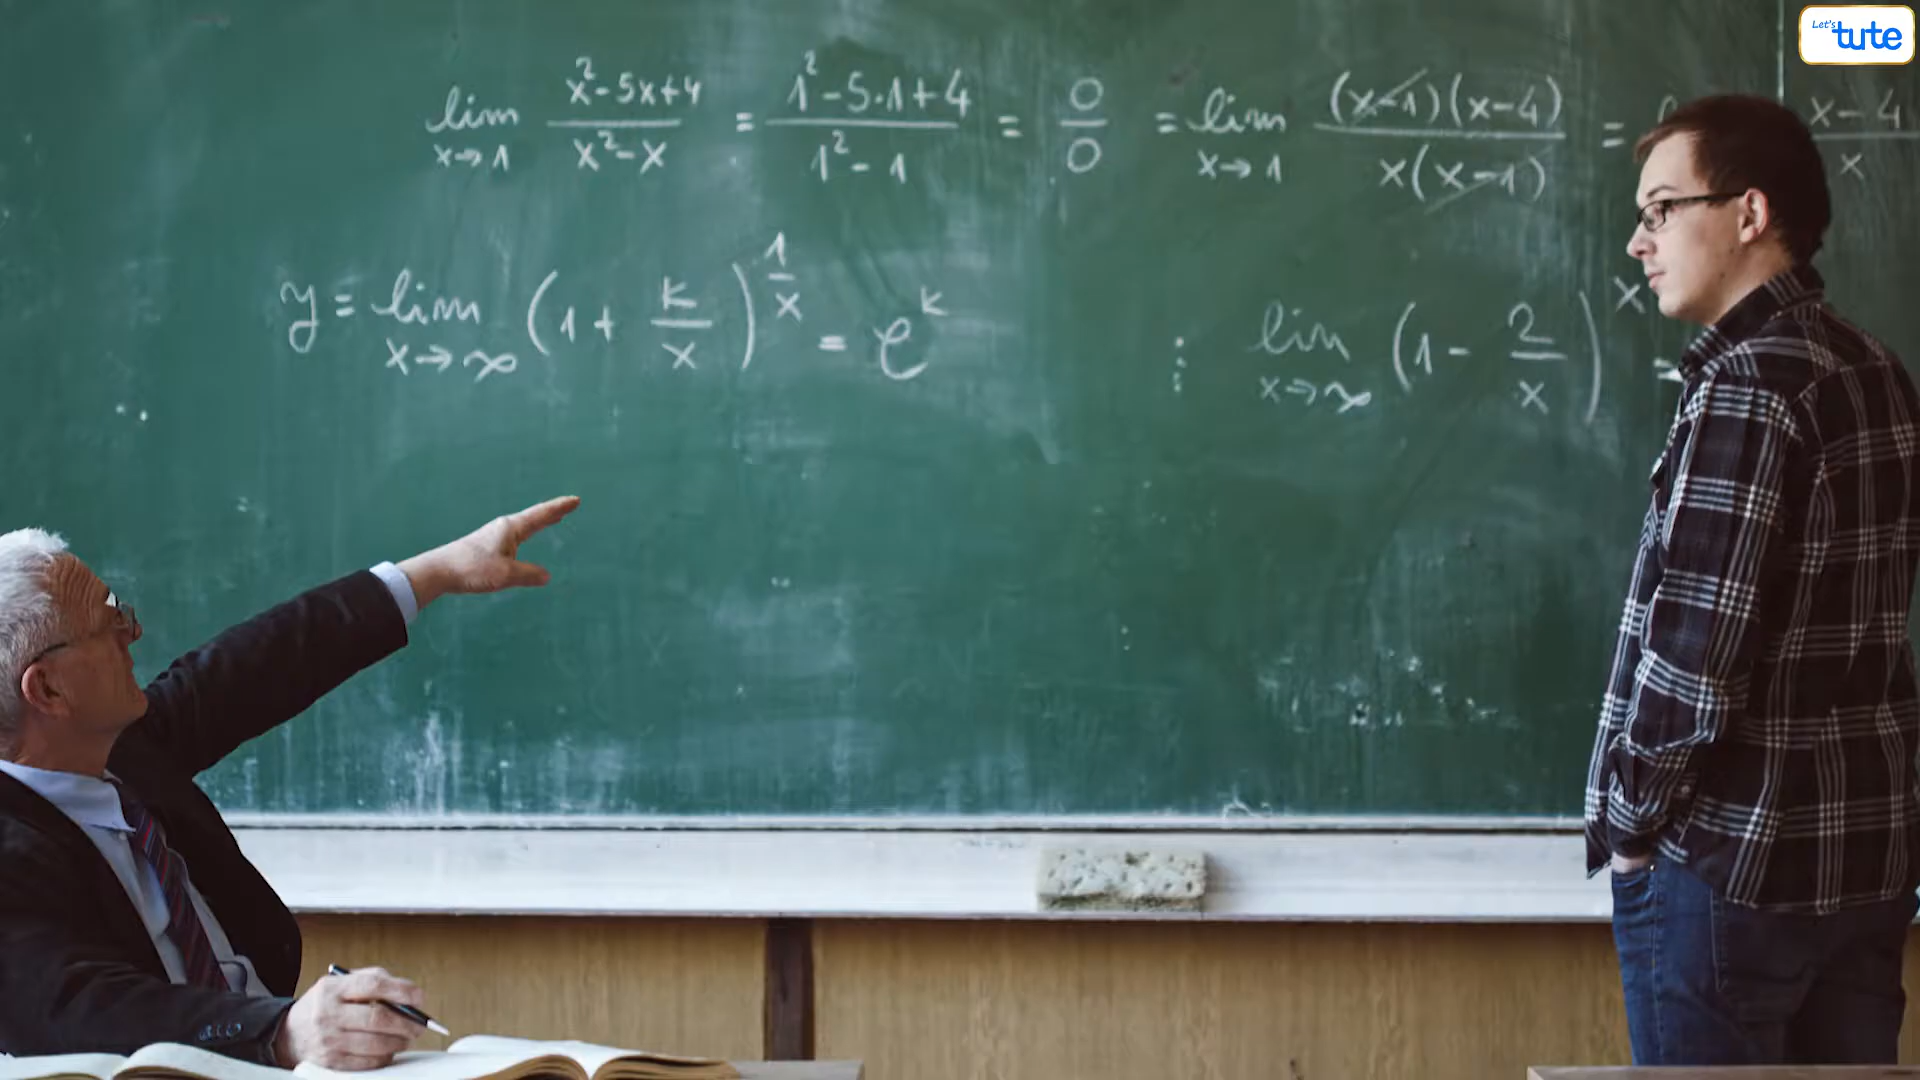 Let's tute
lim x→1 x²-5x+4 / x²-x = 1²-5·1+4 / 1²-1 = 0/0 = lim x→1 (x-1)(x-4) / x(x-1) = x-4 / x
y = lim x→∞ (1+ k/x)^1/x = e^k ⋮ lim x→∞ (1- 2/x)^x =